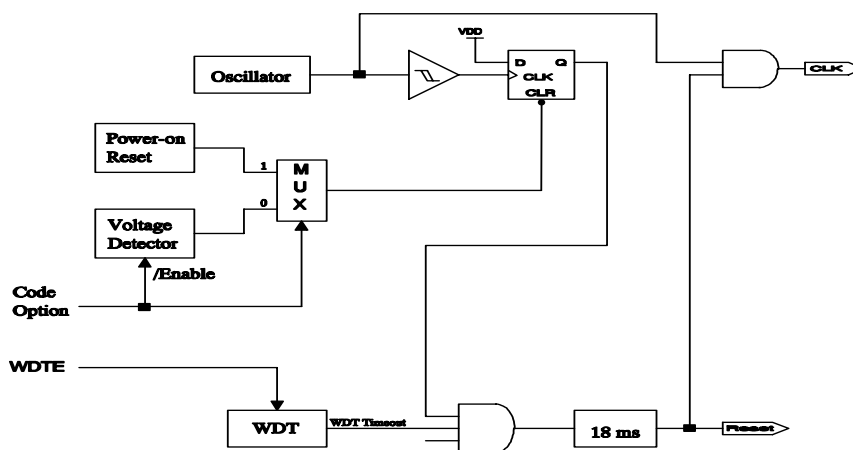 VDD
Oscillator
D Q
CLK
CLR
CLK
Power-on
Reset
1
M
U
X
0
Voltage
Detector
/Enable
Code
Option
WDTE
WDT
WDT Timeout
18 ms
Reset